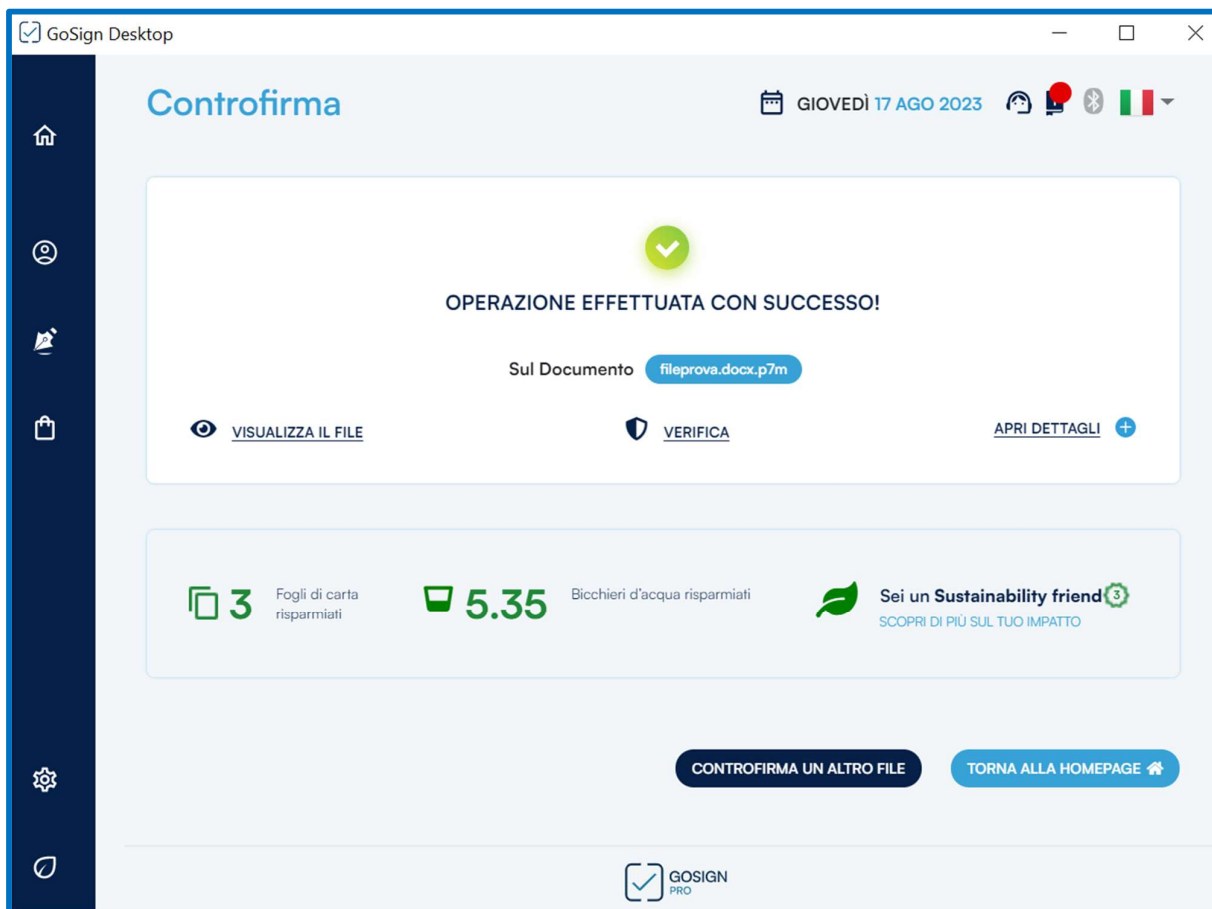 GoSign Desktop
Controfirma
GIOVEDÌ 17 AGO 2023
OPERAZIONE EFFETTUATA CON SUCCESSO!
Sul Documento fileprova.docx.p7m
VISUALIZZA IL FILE
VERIFICA
APRI DETTAGLI
3 Fogli di carta
risparmiati
5.35 Bicchieri d'acqua risparmiati
Sei un Sustainability friend 3
SCOPRI DI PIÙ SUL TUO IMPATTO
CONTROFIRMA UN ALTRO FILE
TORNA ALLA HOMEPAGE
GOSIGN
PRO